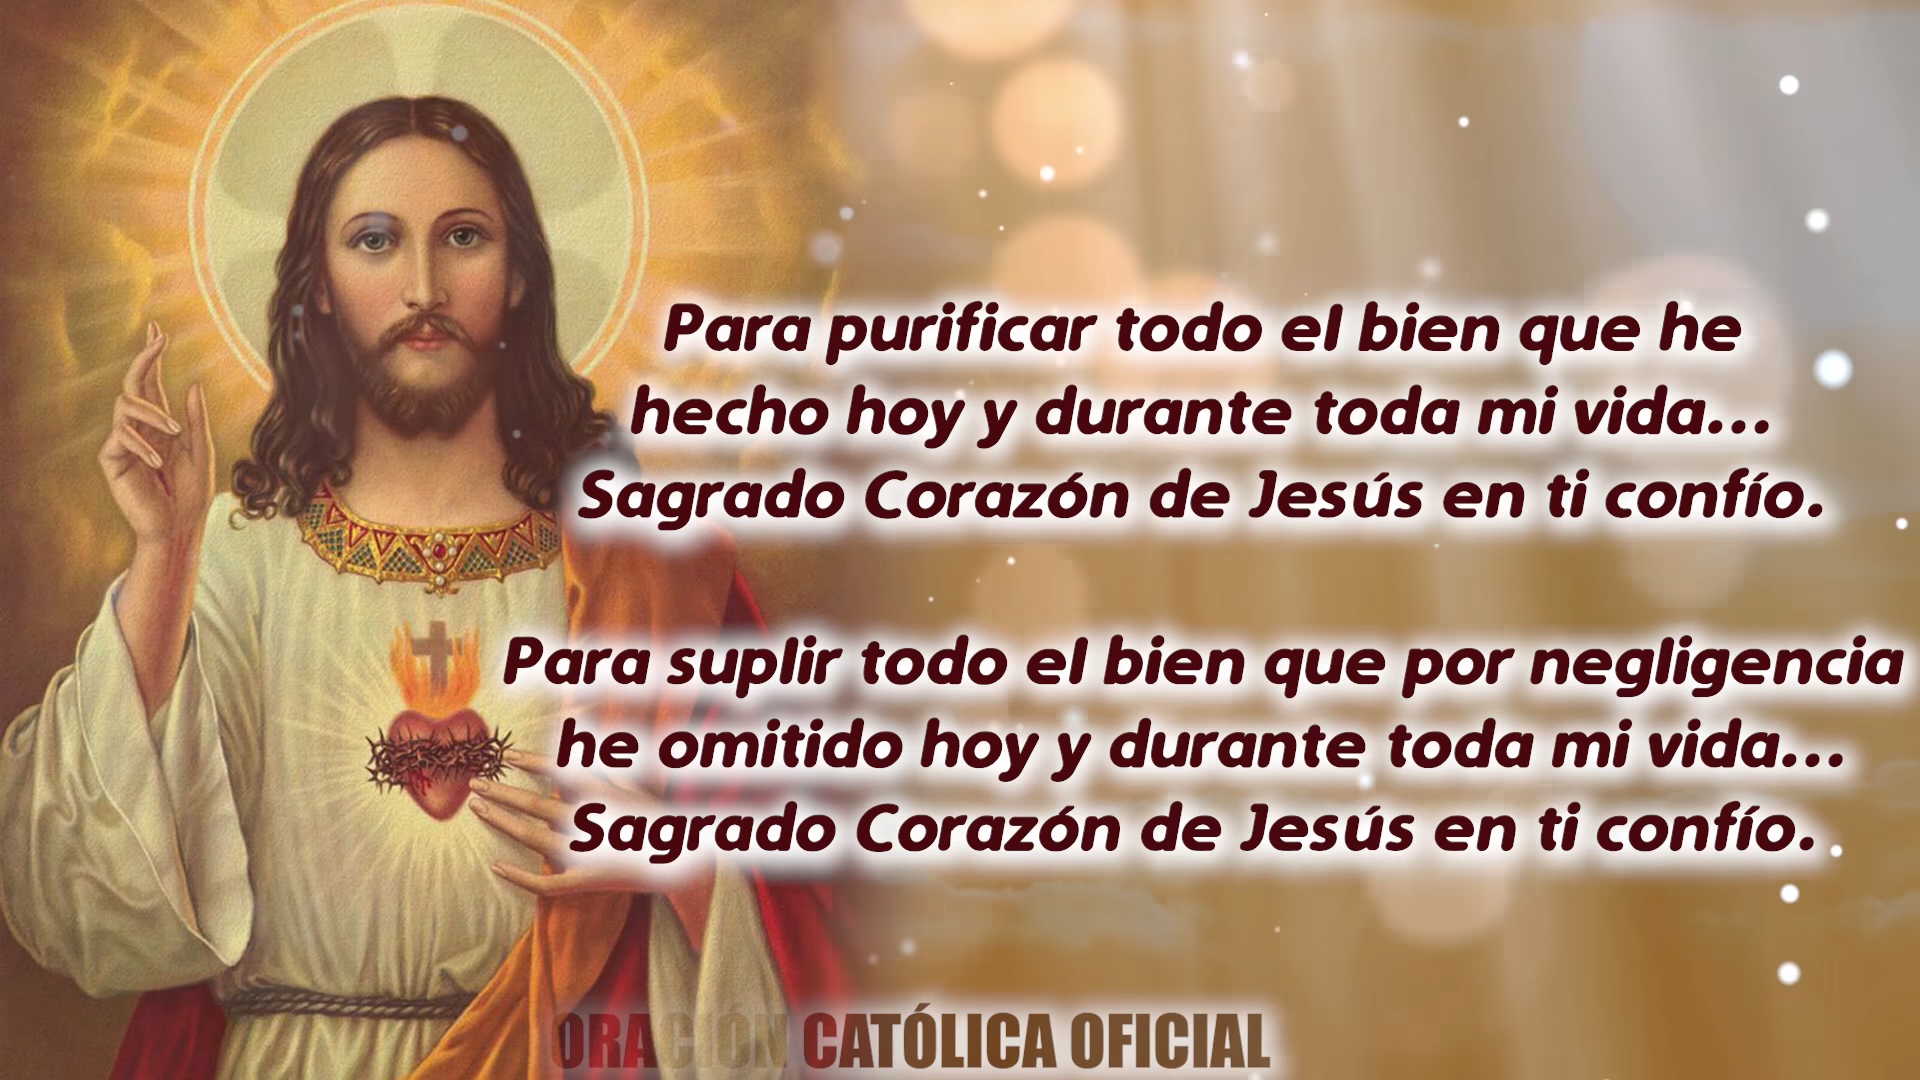 Para purificar todo el bien que he
hecho hoy y durante toda mi vida...
Sagrado Corazón de Jesús en ti confío.
Para suplir todo el bien que por negligencia
he omitido hoy y durante toda mi vida...
Sagrado Corazón de Jesús en ti confío.
ORACIÓN CATÓLICA OFICIAL